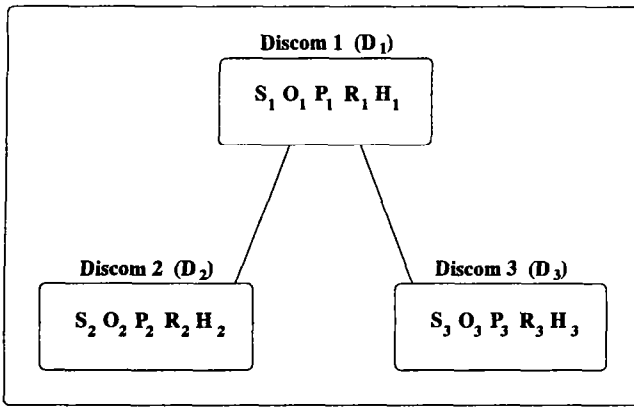 Discom 1 (D₁)
S₁ O₁ P₁ R₁ H₁
Discom 2 (D₂)
Discom 3 (D₃)
S₂ O₂ P₂ R₂ H₂
S₃ O₃ P₃ R₃ H₃